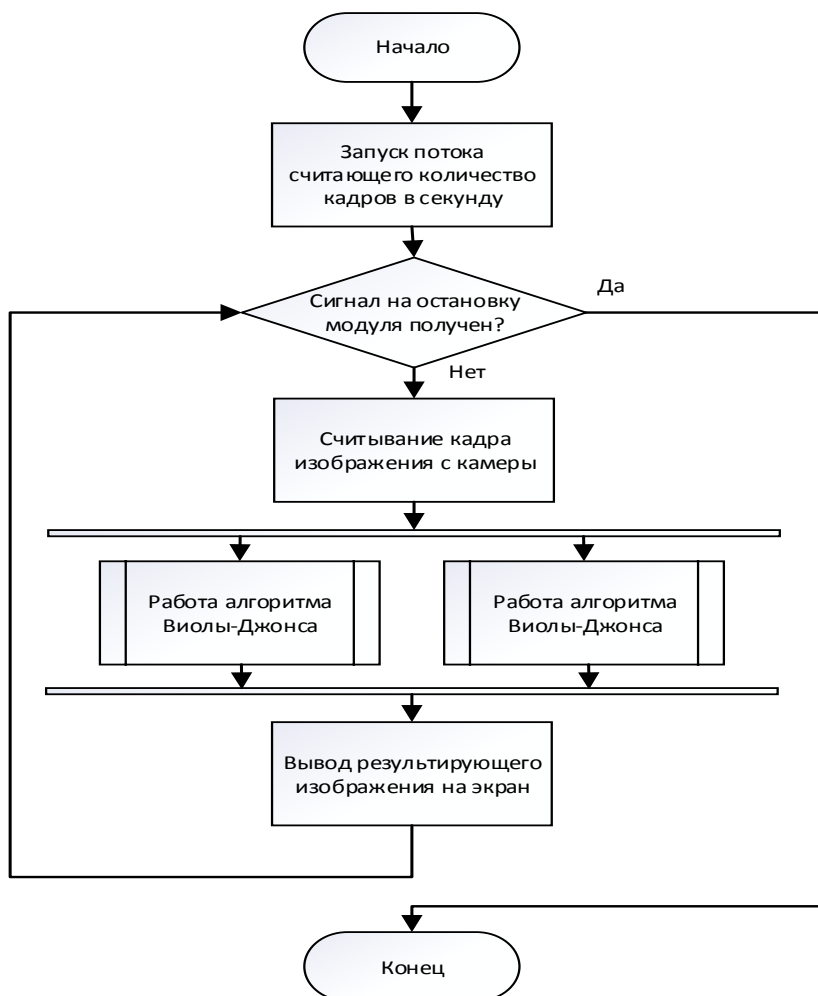 Начало
Запуск потока
считающего количество
кадров в секунду
Сигнал на остановку
модуля получен?
Да
Нет
Считывание кадра
изображения с камеры
Работа алгоритма
Виолы-Джонса
Работа алгоритма
Виолы-Джонса
Вывод результирующего
изображения на экран
Конец